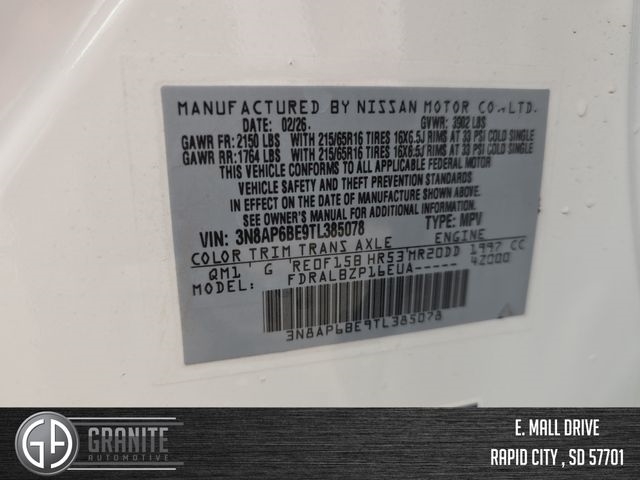 MANUFACTURED BY NISSAN MOTOR CO.,LTD.
DATE: 02/26. GVWR: 3902 LBS
GAWR FR: 2150 LBS WITH 215/65R16 TIRES 16X6.5J RIMS AT 33 PSI COLD SINGLE
GAWR RR: 1764 LBS WITH 215/65R16 TIRES 16X6.5J RIMS AT 33 PSI COLD SINGLE
THIS VEHICLE CONFORMS TO ALL APPLICABLE FEDERAL MOTOR
VEHICLE SAFETY AND THEFT PREVENTION STANDARDS
IN EFFECT ON THE DATE OF MANUFACTURE SHOWN ABOVE.
SEE OWNER'S MANUAL FOR ADDITIONAL INFORMATION.
VIN: 3N8AP6BE9TL385078 TYPE: MPV
COLOR TRIM TRANS AXLE ENGINE
QM1 G RE0F15B HR53 MR20DD 1997 CC
MODEL: FDRALBZP16EUA----- 42000
3N8AP6BE9TL385078
GA GRANITE
AUTOMOTIVE
E. MALL DRIVE
RAPID CITY , SD 57701